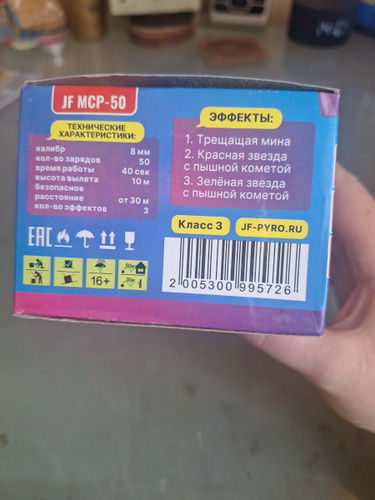 JF MCP-50
ТЕХНИЧЕСКИЕ
ХАРАКТЕРИСТИКИ:
калибр 8 мм
кол-во зарядов 50
время работы 40 сек
высота вылета 10 м
безопасное
расстояние от 30 м
кол-во эффектов 3
ЭФФЕКТЫ:
1. Трещащая мина
2. Красная звезда
с пышной кометой
3. Зелёная звезда
с пышной кометой
Класс 3
JF-PYRO.RU
EAC
16+
50м
30м
2 005300 995726